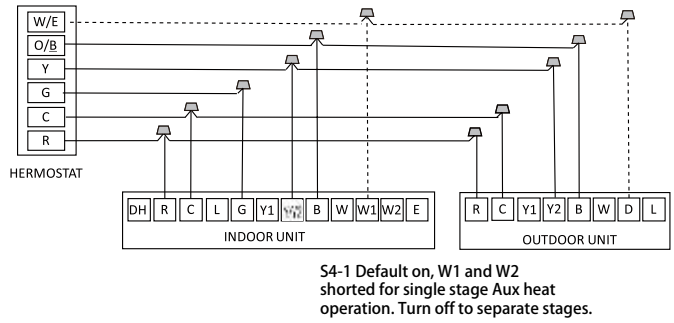 W/E
O/B
Y
G
C
R
HERMOSTAT
DH R C L G Y1 B W W1 W2 E
INDOOR UNIT
R C Y1 Y2 B W D L
OUTDOOR UNIT
S4-1 Default on, W1 and W2
shorted for single stage Aux heat
operation. Turn off to separate stages.